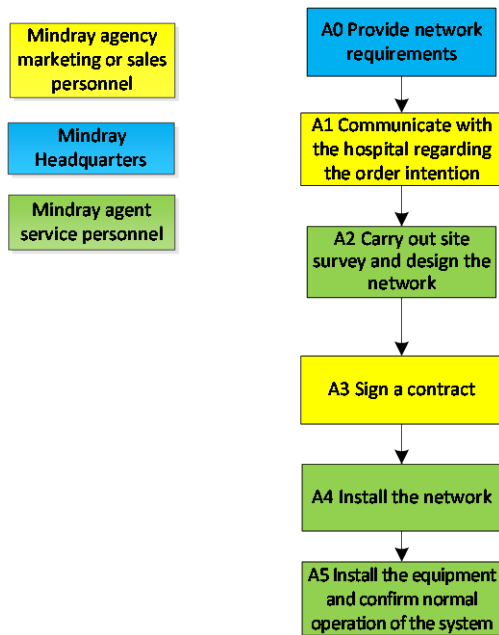 Mindray agency
marketing or sales
personnel
Mindray
Headquarters
Mindray agent
service personnel
A0 Provide network
requirements
A1 Communicate with
the hospital regarding
the order intention
A2 Carry out site
survey and design the
network
A3 Sign a contract
A4 Install the network
A5 Install the equipment
and confirm normal
operation of the system